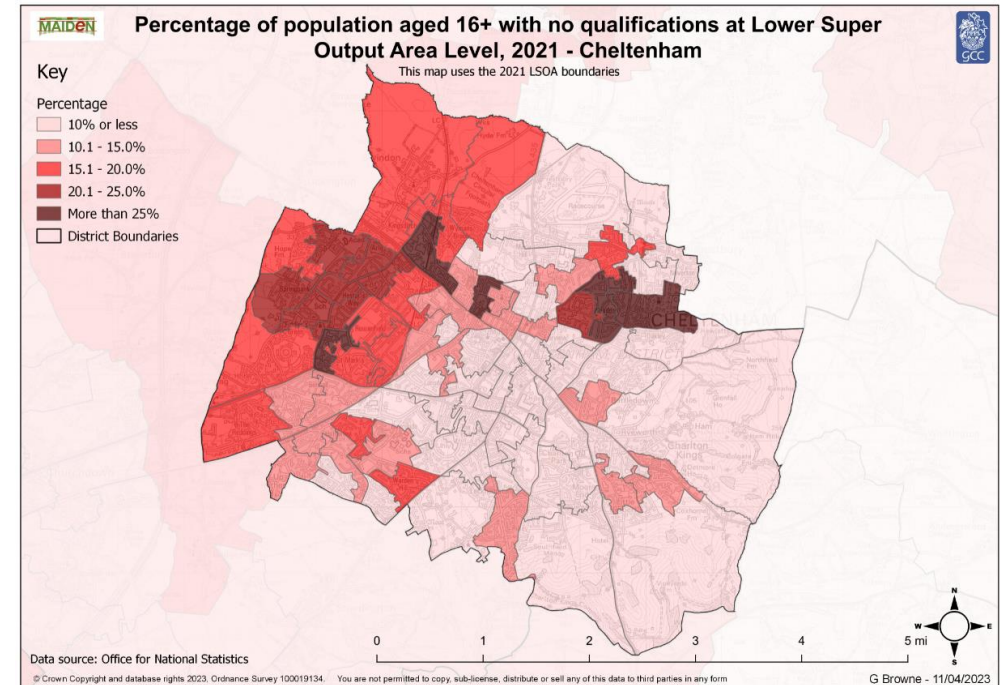 MAIDEN
Percentage of population aged 16+ with no qualifications at Lower Super
Output Area Level, 2021 - Cheltenham
This map uses the 2021 LSOA boundaries
GCC
Key
Percentage
10% or less
10.1 - 15.0%
15.1 - 20.0%
20.1 - 25.0%
More than 25%
District Boundaries
CHELTENHAM
Charlton
Kings
N
W
E
S
0 1 2 3 4 5 mi
Data source: Office for National Statistics
© Crown Copyright and database rights 2023. Ordnance Survey 100019134. You are not permitted to copy, sub-license, distribute or sell any of this data to third parties in any form
G Browne - 11/04/2023